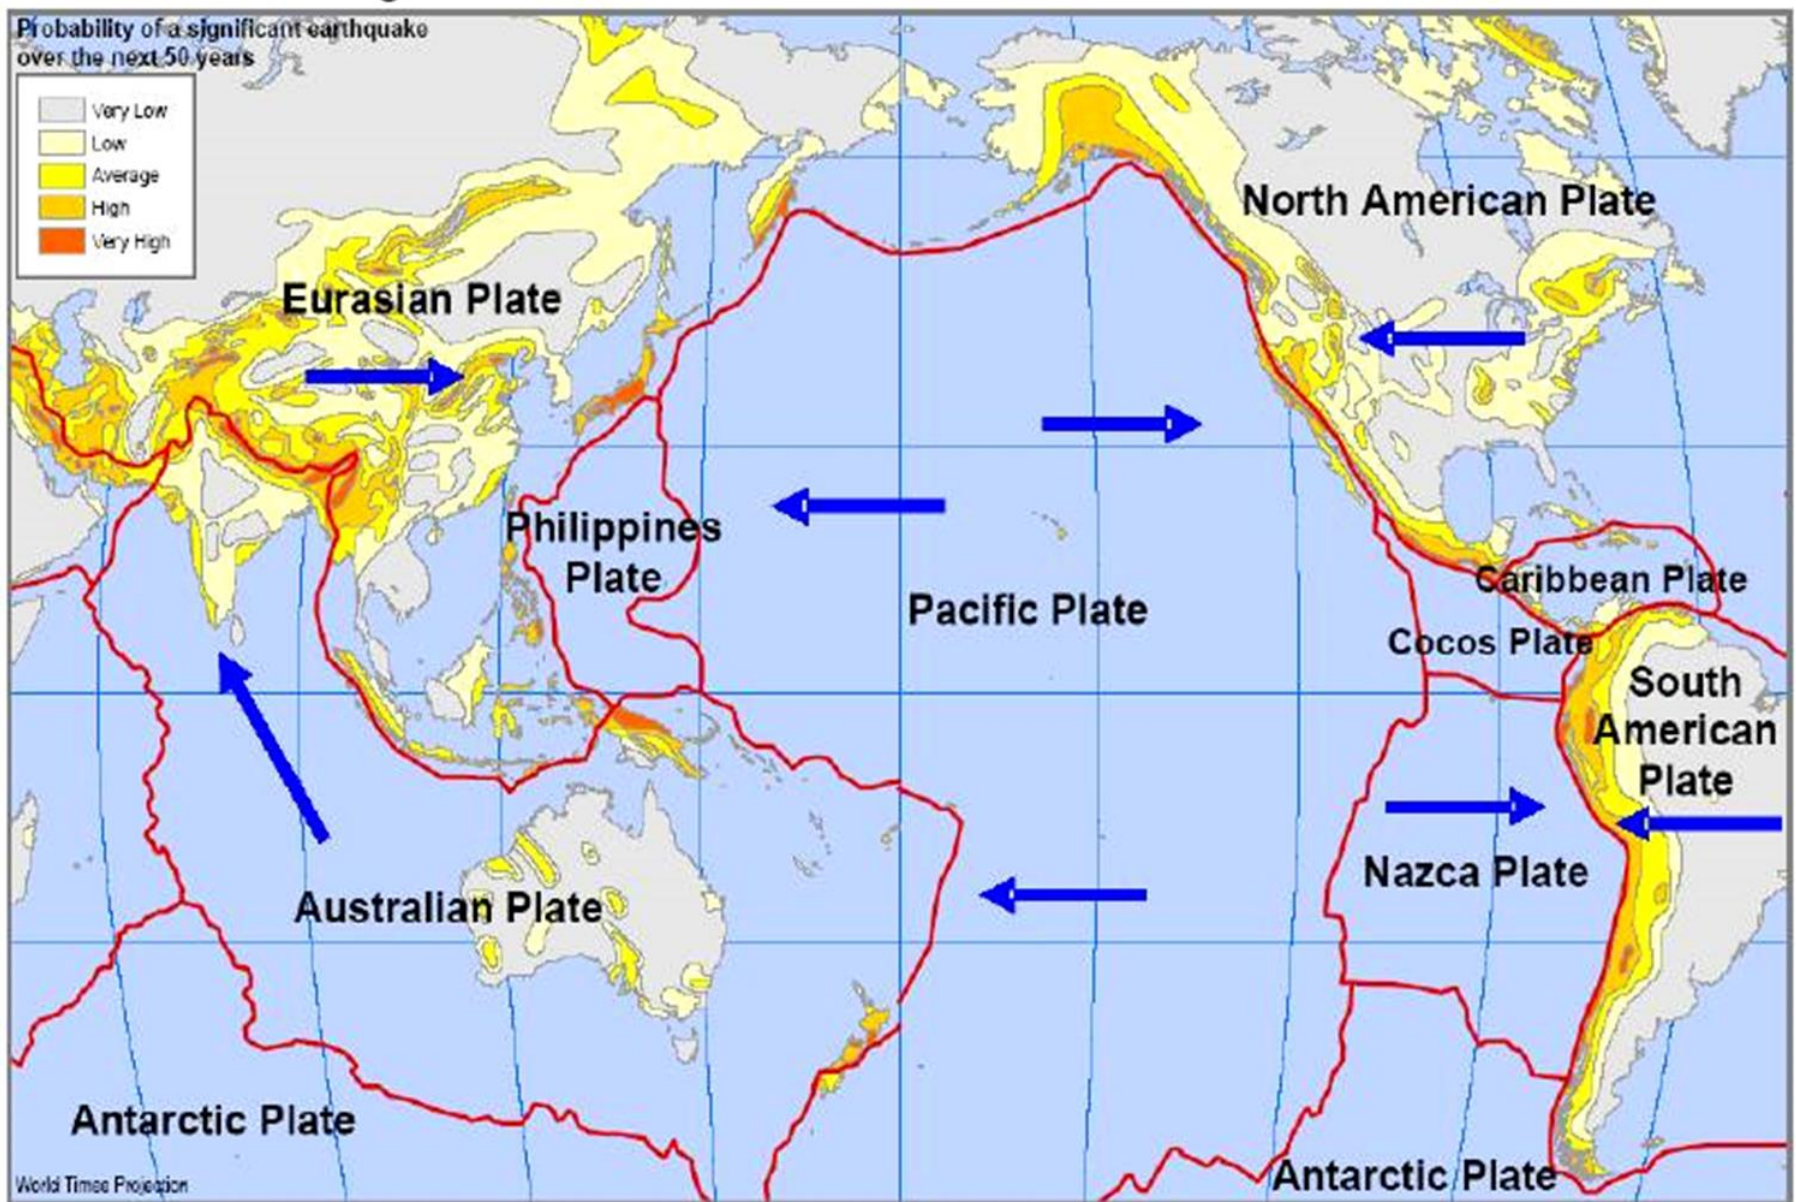 Probability of a significant earthquake
over the next 50 years
Very Low
Low
Average
High
Very High
North American Plate
Eurasian Plate
Philippines
Plate
Pacific Plate
Caribbean Plate
Cocos Plate
South
American
Plate
Nazca Plate
Australian Plate
Antarctic Plate
Antarctic Plate
World Times Projection